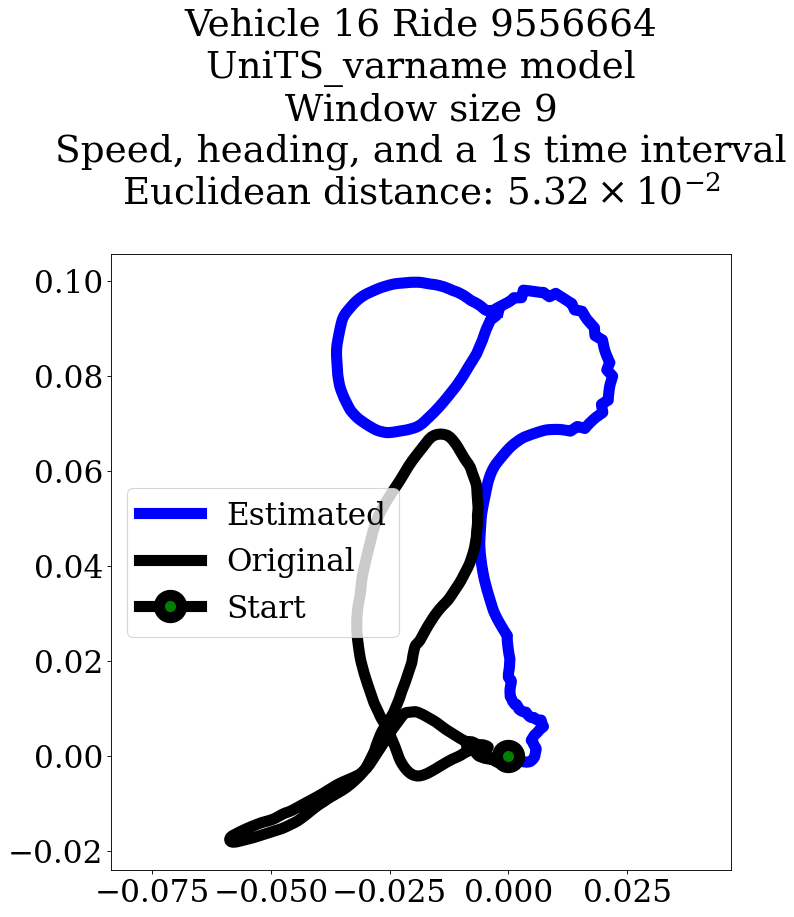 Vehicle 16 Ride 9556664
UniTS_varname model
Window size 9
Speed, heading, and a 1s time interval
Euclidean distance: 5.32 × 10⁻²
0.10
0.08
0.06
0.04
0.02
0.00
−0.02
Estimated
Original
Start
−0.075 −0.050 −0.025 0.000 0.025